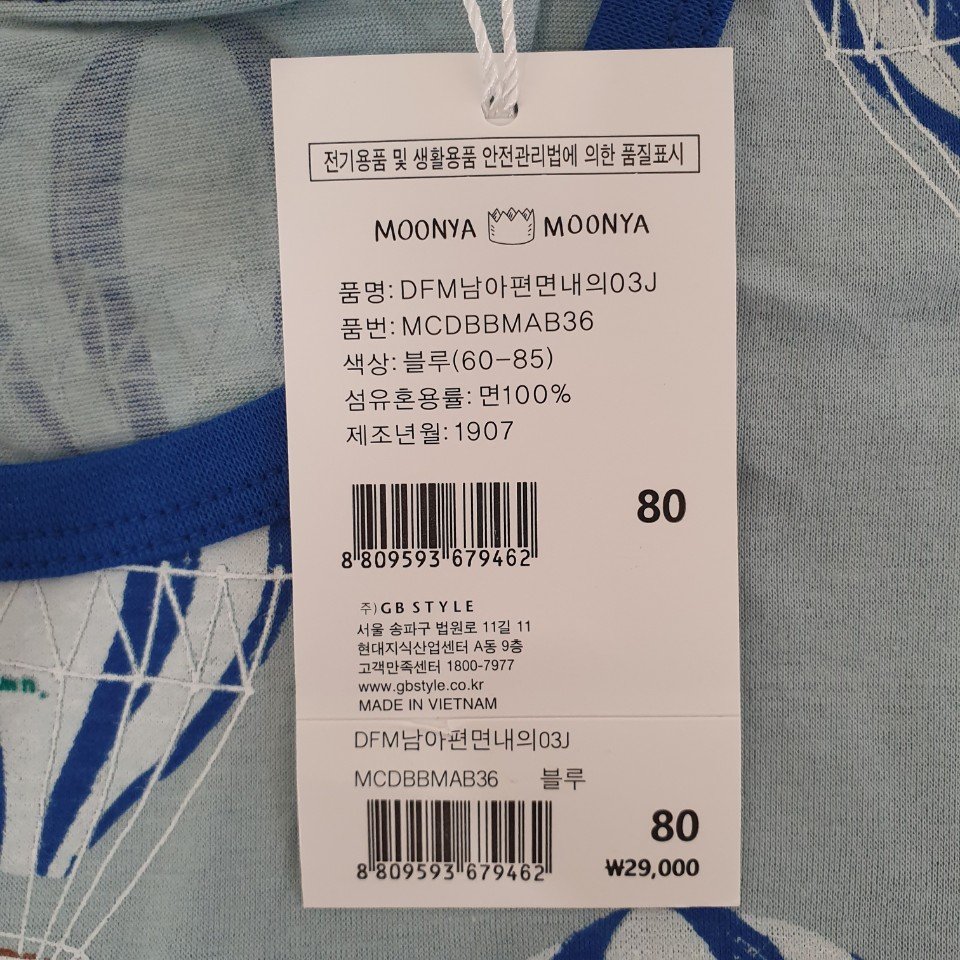 전기용품 및 생활용품 안전관리법에 의한 품질표시
MOONYA MOONYA
품명: DFM남아편면내의03J
품번: MCDBBMAB36
색상: 블루(60-85)
섬유혼용률: 면100%
제조년월: 1907
80
8 809593 679462
주) GB STYLE
서울 송파구 법원로 11길 11
현대지식산업센터 A동 9층
고객만족센터 1800-7977
www.gbstyle.co.kr
MADE IN VIETNAM
DFM남아편면내의03J
MCDBBMAB36 블루
80
8 809593 679462
₩29,000